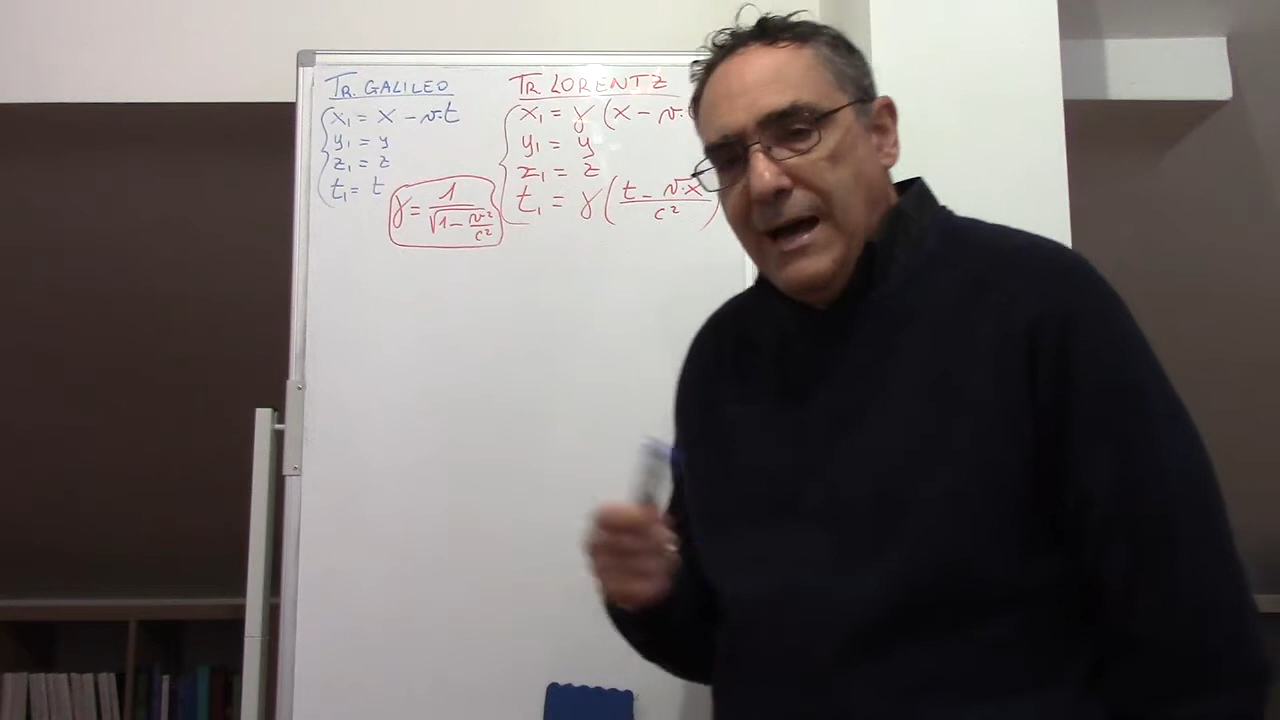 TR. GALILEO
x₁ = x - v·t
y₁ = y
z₁ = z
t₁ = t
γ = 1 / √(1 - v²/c²)
TR. LORENTZ
x₁ = γ (x - v·
y₁ = y
z₁ = z
t₁ = γ ( (t - v·x) / c² )